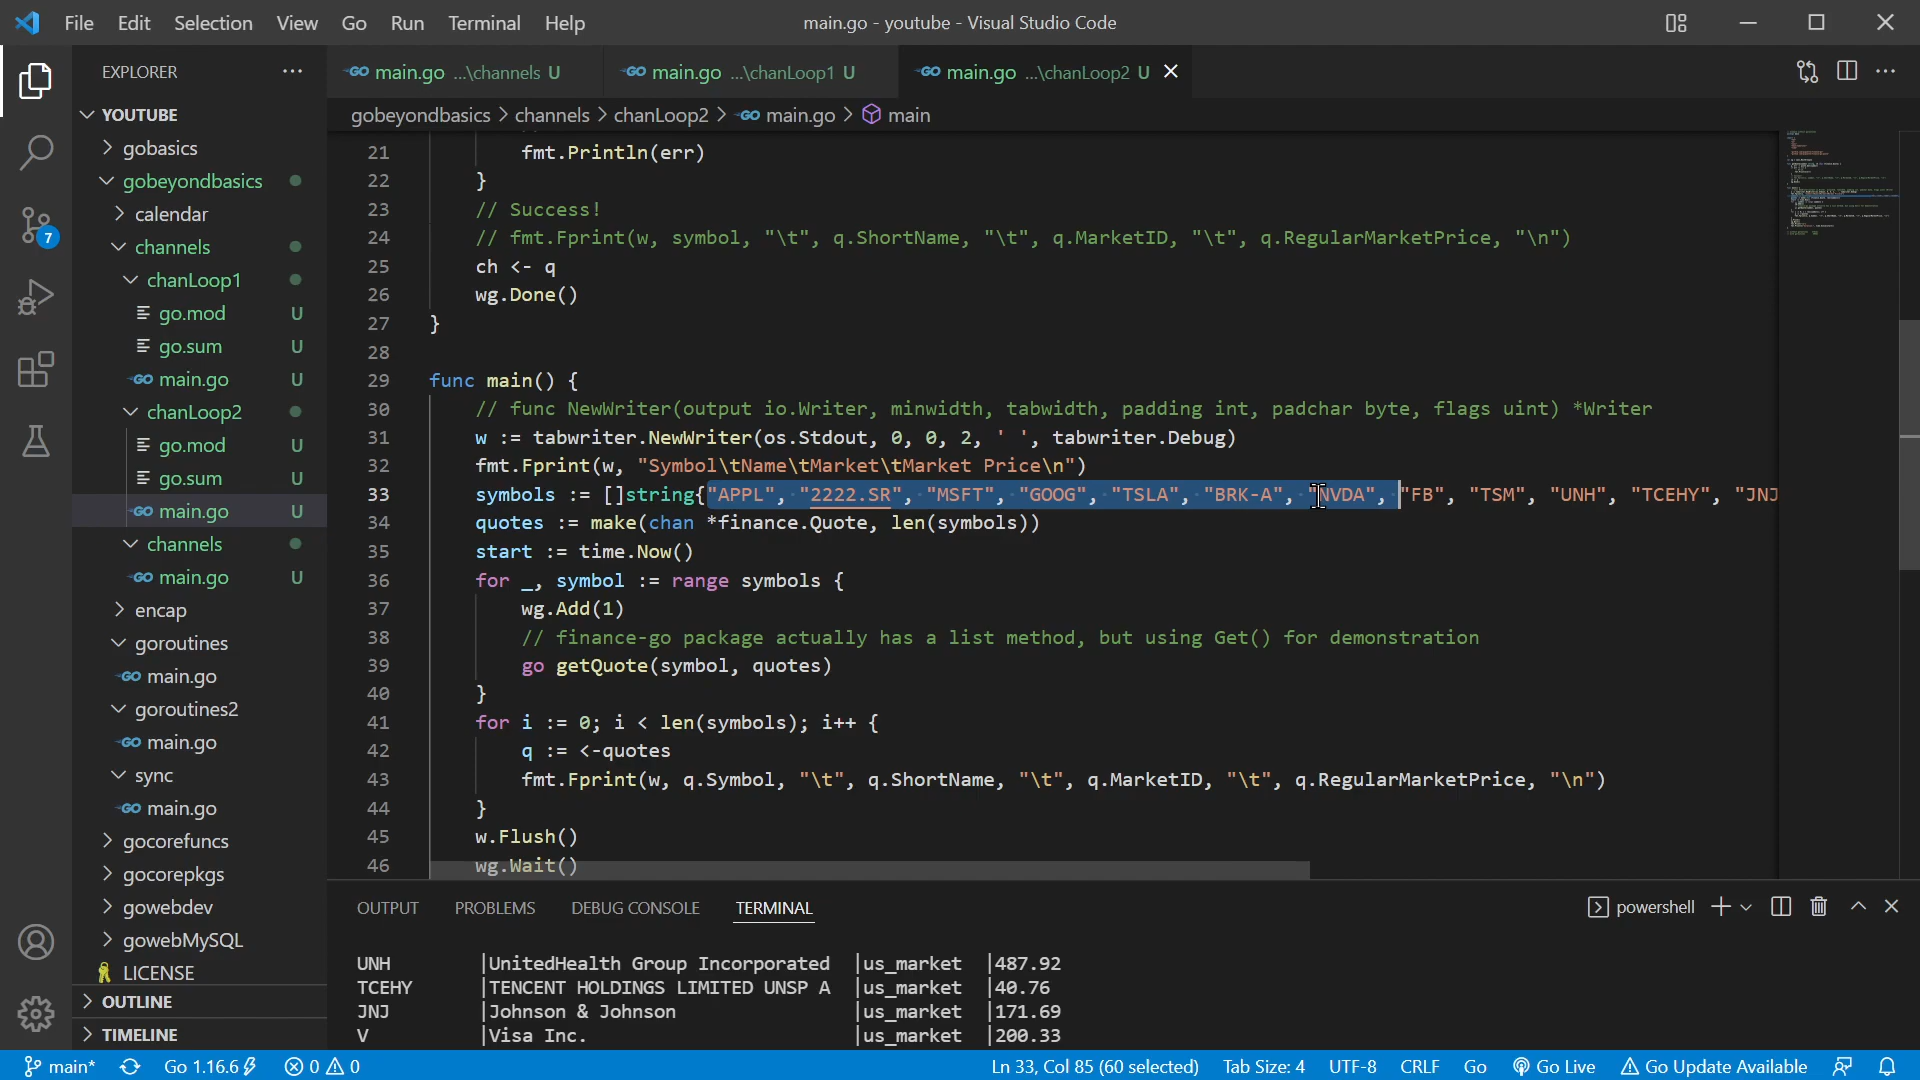 File Edit Selection View Go Run Terminal Help main.go - youtube - Visual Studio Code
EXPLORER
main.go ...\channels U
main.go ...\chanLoop1 U
main.go ...\chanLoop2 U
gobeyondbasics > channels > chanLoop2 > main.go > main
YOUTUBE
gobasics
gobeyondbasics
calendar
channels
chanLoop1
go.mod U
go.sum U
main.go U
chanLoop2
go.mod U
go.sum U
main.go U
channels
main.go U
encap
goroutines
main.go
goroutines2
main.go
sync
main.go
gocorefuncs
gocorepkgs
gowebdev
gowebMySQL
LICENSE
OUTLINE
TIMELINE
7
21 fmt.Println(err)
22 }
23 // Success!
24 // fmt.Fprint(w, symbol, "\t", q.ShortName, "\t", q.MarketID, "\t", q.RegularMarketPrice, "\n")
25 ch <- q
26 wg.Done()
27 }
28
29 func main() {
30 // func NewWriter(output io.Writer, minwidth, tabwidth, padding int, padchar byte, flags uint) *Writer
31 w := tabwriter.NewWriter(os.Stdout, 0, 0, 2, ' ', tabwriter.Debug)
32 fmt.Fprint(w, "Symbol\tName\tMarket\tMarket Price\n")
33 symbols := []string{"APPL", "2222.SR", "MSFT", "GOOG", "TSLA", "BRK-A", "NVDA", "FB", "TSM", "UNH", "TCEHY", "JNJ
34 quotes := make(chan *finance.Quote, len(symbols))
35 start := time.Now()
36 for _, symbol := range symbols {
37 wg.Add(1)
38 // finance-go package actually has a list method, but using Get() for demonstration
39 go getQuote(symbol, quotes)
40 }
41 for i := 0; i < len(symbols); i++ {
42 q := <-quotes
43 fmt.Fprint(w, q.Symbol, "\t", q.ShortName, "\t", q.MarketID, "\t", q.RegularMarketPrice, "\n")
44 }
45 w.Flush()
46 wg.Wait()
OUTPUT PROBLEMS DEBUG CONSOLE TERMINAL powershell
UNH |UnitedHealth Group Incorporated |us_market |487.92
TCEHY |TENCENT HOLDINGS LIMITED UNSP A |us_market |40.76
JNJ |Johnson & Johnson |us_market |171.69
V |Visa Inc. |us_market |200.33
main* Go 1.16.6 0 0 Ln 33, Col 85 (60 selected) Tab Size: 4 UTF-8 CRLF Go Go Live Go Update Available